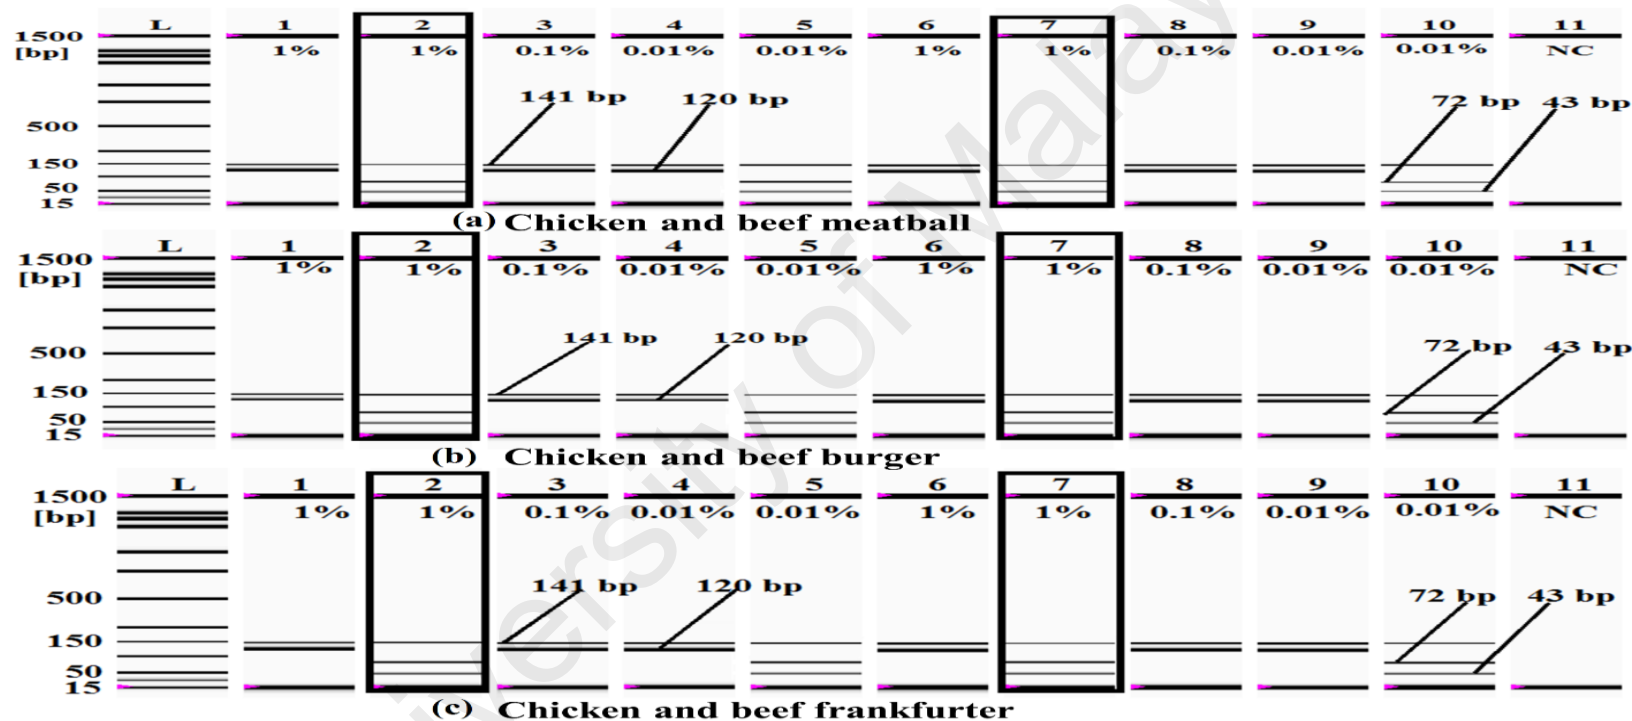 L 1 2 3 4 5 6 7 8 9 10 11
1500
[bp] 1% 1% 0.1% 0.01% 0.01% 1% 1% 0.1% 0.01% 0.01% NC
141 bp 120 bp 72 bp 43 bp
500
150
50
15
(a) Chicken and beef meatball
L 1 2 3 4 5 6 7 8 9 10 11
1500
[bp] 1% 1% 0.1% 0.01% 0.01% 1% 1% 0.1% 0.01% 0.01% NC
141 bp 120 bp 72 bp 43 bp
500
150
50
15
(b) Chicken and beef burger
L 1 2 3 4 5 6 7 8 9 10 11
1500
[bp] 1% 1% 0.1% 0.01% 0.01% 1% 1% 0.1% 0.01% 0.01% NC
141 bp 120 bp 72 bp 43 bp
500
150
50
15
(c) Chicken and beef frankfurter
versity of Malay